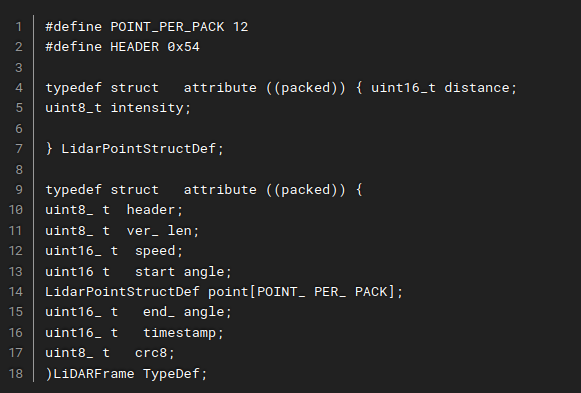 1 #define POINT_PER_PACK 12
2 #define HEADER 0x54
3
4 typedef struct   attribute ((packed)) { uint16_t distance;
5 uint8_t intensity;
6
7 } LidarPointStructDef;
8
9 typedef struct   attribute ((packed)) {
10 uint8_ t  header;
11 uint8_ t  ver_ len;
12 uint16_ t   speed;
13 uint16 t   start angle;
14 LidarPointStructDef point[POINT_ PER_ PACK];
15 uint16_ t    end_ angle;
16 uint16_ t    timestamp;
17 uint8_ t   crc8;
18 )LiDARFrame TypeDef;